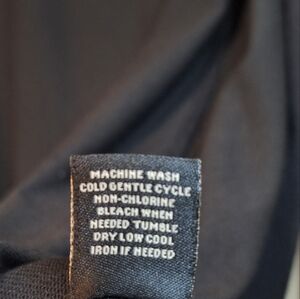 MACHINE WASH
COLD GENTLE CYCLE
NON-CHLORINE
BLEACH WHEN
NEEDED TUMBLE
DRY LOW COOL
IRON IF NEEDED